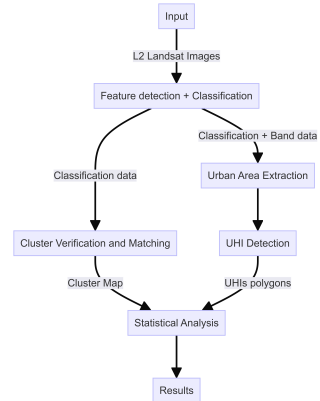 Input
L2 Landsat Images
Feature detection + Classification
Classification + Band data
Classification data
Urban Area Extraction
Cluster Verification and Matching
UHI Detection
Cluster Map
UHIs polygons
Statistical Analysis
Results